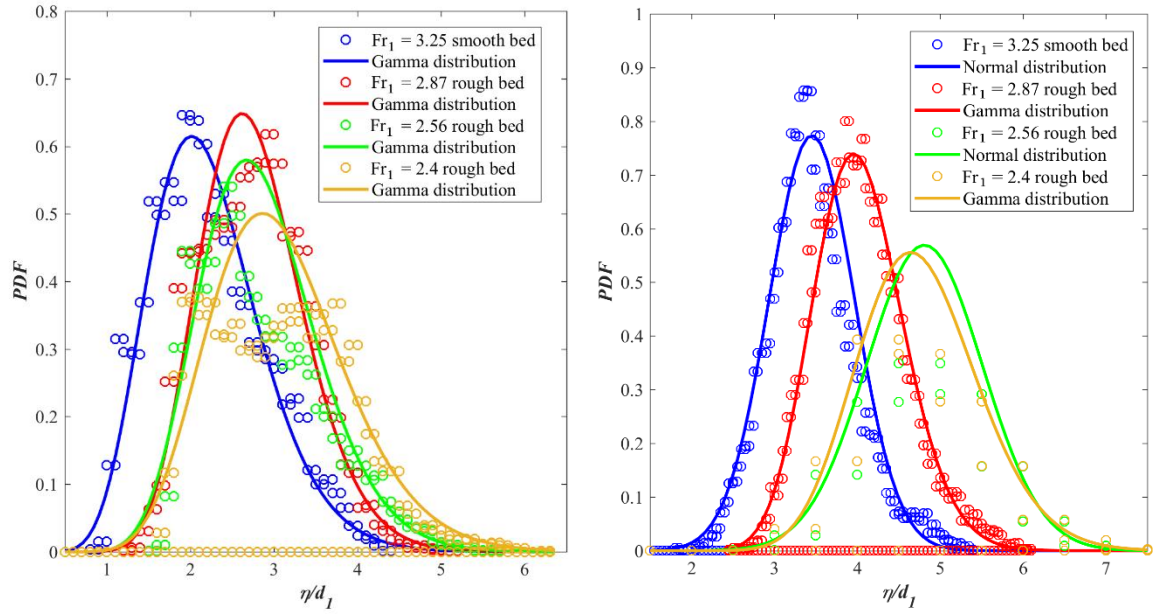 0.8
0.7
0.6
0.5
0.4
0.3
0.2
0.1
0
PDF
Fr1 = 3.25 smooth bed
Gamma distribution
Fr1 = 2.87 rough bed
Gamma distribution
Fr1 = 2.56 rough bed
Gamma distribution
Fr1 = 2.4 rough bed
Gamma distribution
1 2 3 4 5 6
η/d1
1
0.9
0.8
0.7
0.6
0.5
0.4
0.3
0.2
0.1
0
PDF
Fr1 = 3.25 smooth bed
Normal distribution
Fr1 = 2.87 rough bed
Gamma distribution
Fr1 = 2.56 rough bed
Normal distribution
Fr1 = 2.4 rough bed
Gamma distribution
2 3 4 5 6 7
η/d1